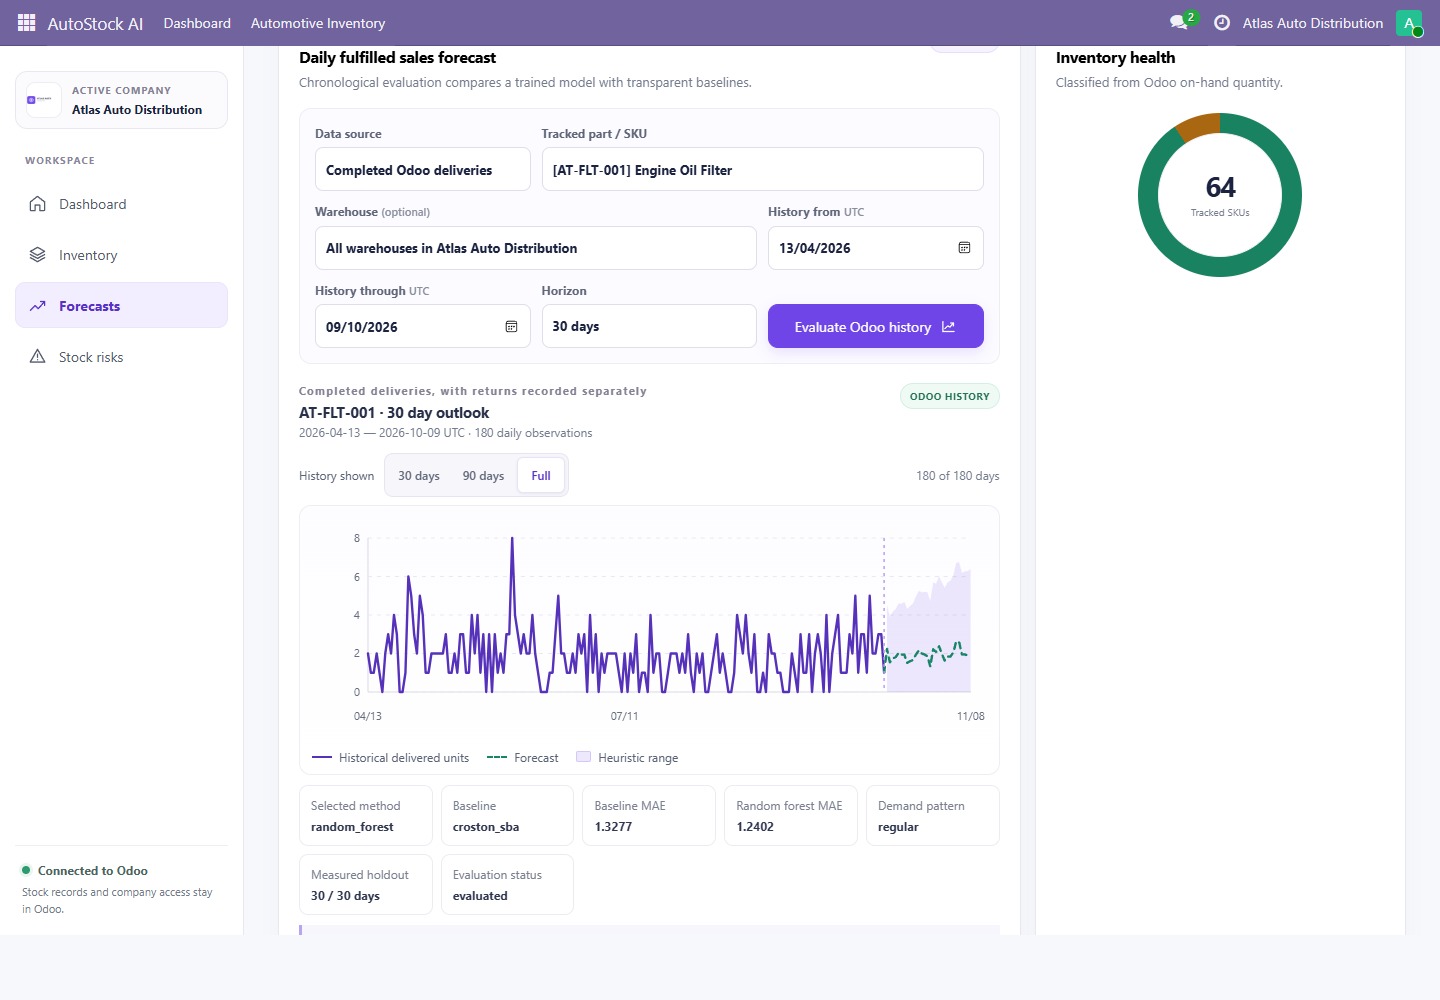 AutoStock AI
Dashboard
Automotive Inventory
2
Atlas Auto Distribution
A
ACTIVE COMPANY
Atlas Auto Distribution
WORKSPACE
Dashboard
Inventory
Forecasts
Stock risks
Connected to Odoo
Stock records and company access stay
in Odoo.
Daily fulfilled sales forecast
Chronological evaluation compares a trained model with transparent baselines.
Data source
Tracked part / SKU
Completed Odoo deliveries
[AT-FLT-001] Engine Oil Filter
Warehouse (optional)
History from UTC
All warehouses in Atlas Auto Distribution
13/04/2026
History through UTC
Horizon
09/10/2026
30 days
Evaluate Odoo history
Completed deliveries, with returns recorded separately
ODOO HISTORY
AT-FLT-001 · 30 day outlook
2026-04-13 — 2026-10-09 UTC · 180 daily observations
History shown
30 days
90 days
Full
180 of 180 days
8
6
4
2
0
04/13
07/11
11/08
Historical delivered units
Forecast
Heuristic range
Selected method
random_forest
Baseline
croston_sba
Baseline MAE
1.3277
Random forest MAE
1.2402
Demand pattern
regular
Measured holdout
30 / 30 days
Evaluation status
evaluated
Inventory health
Classified from Odoo on-hand quantity.
64
Tracked SKUs